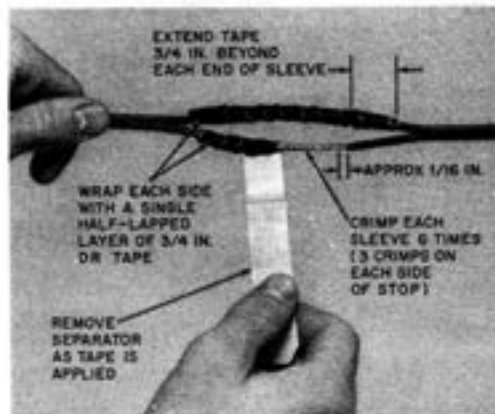 EXTEND TAPE
3/4 IN. BEYOND
EACH END OF SLEEVE
WRAP EACH SIDE
WITH A SINGLE
HALF-LAPPED
LAYER OF 3/4 IN.
DR TAPE
APPROX 1/16 IN.
CRIMP EACH
SLEEVE 6 TIMES
(3 CRIMPS ON
EACH SIDE
OF STOP)
REMOVE
SEPARATOR
AS TAPE IS
APPLIED